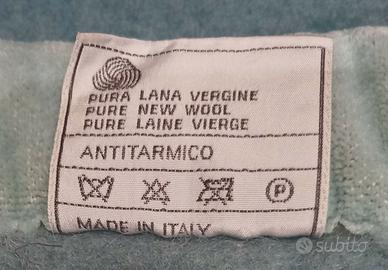 PURA LANA VERGINE
PURE NEW WOOL
PURE LAINE VIERGE
ANTITARMICO
P
MADE IN ITALY
subito